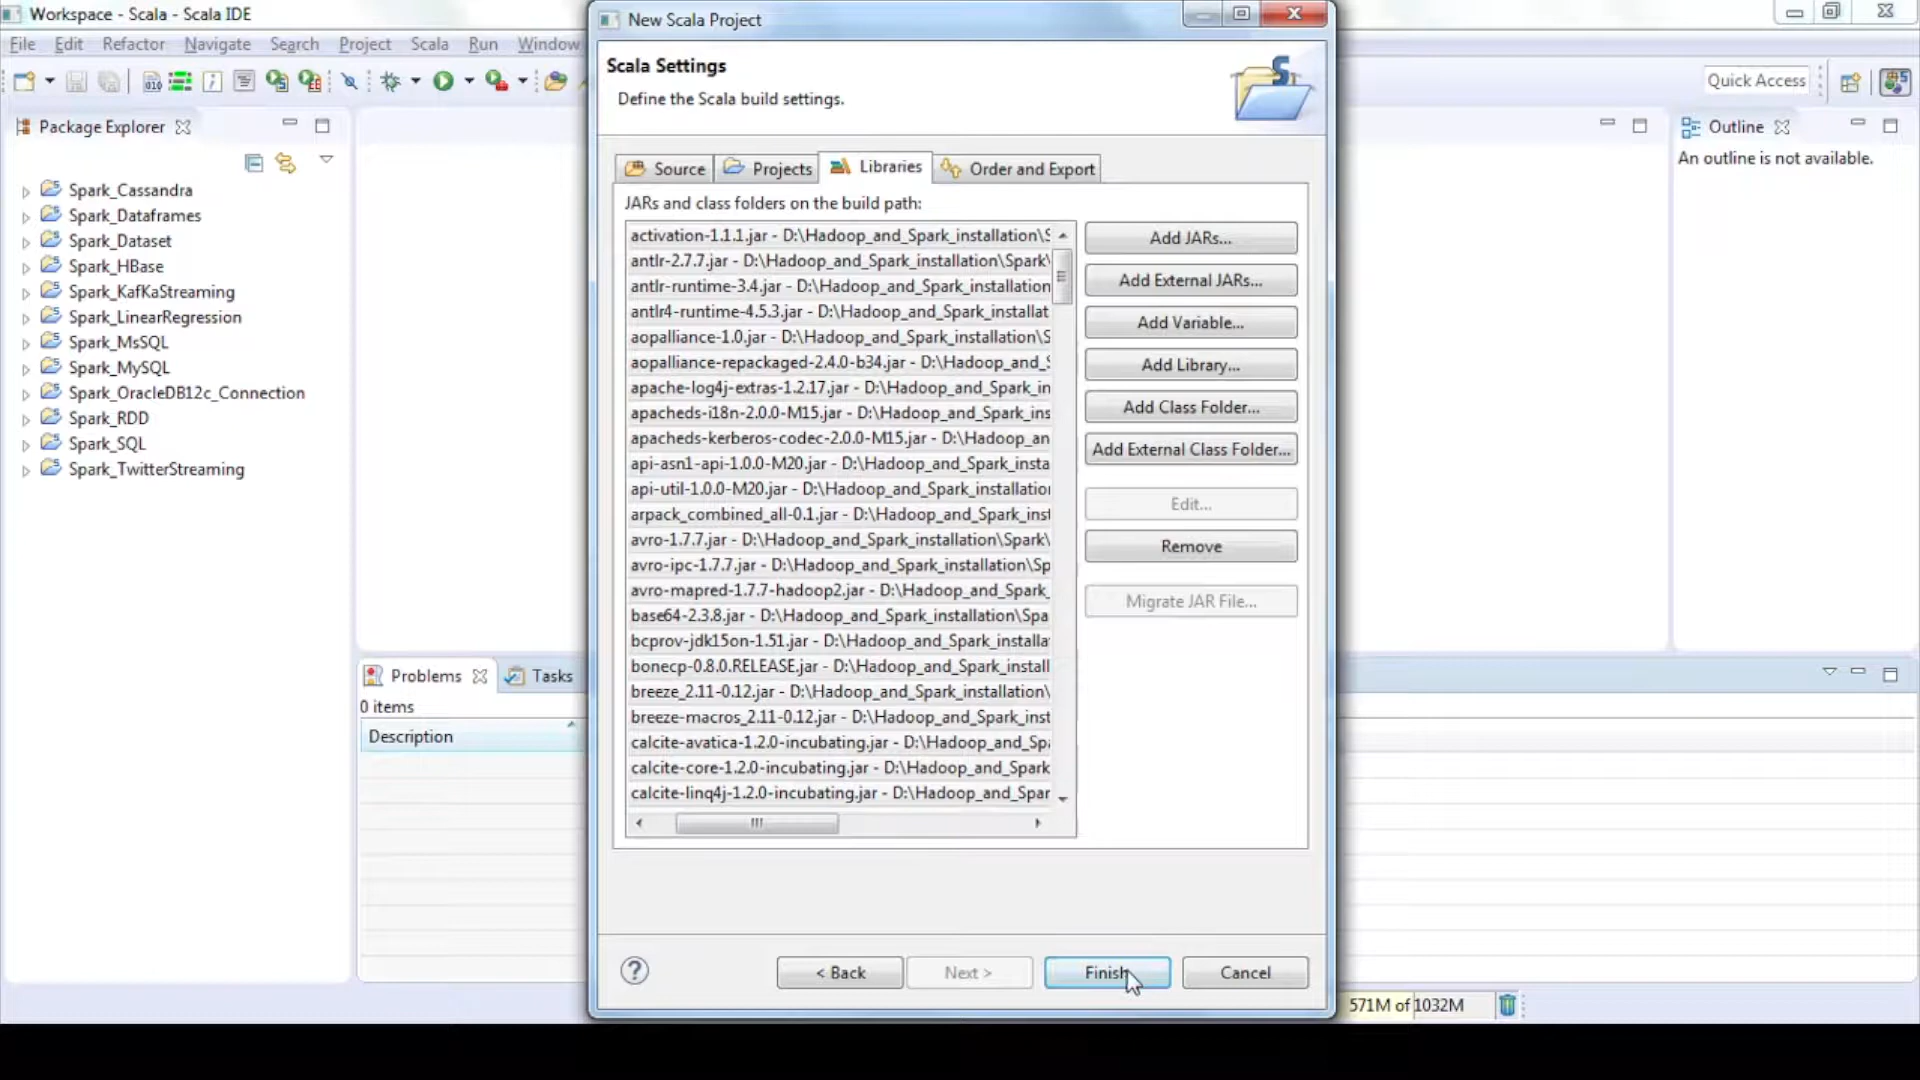 Workspace - Scala - Scala IDE
File Edit Refactor Navigate Search Project Scala Run Window
Quick Access
Package Explorer
Spark_Cassandra
Spark_Dataframes
Spark_Dataset
Spark_HBase
Spark_KafKaStreaming
Spark_LinearRegression
Spark_MsSQL
Spark_MySQL
Spark_OracleDB12c_Connection
Spark_RDD
Spark_SQL
Spark_TwitterStreaming
New Scala Project
Scala Settings
Define the Scala build settings.
Source Projects Libraries Order and Export
JARs and class folders on the build path:
activation-1.1.1.jar - D:\Hadoop_and_Spark_installation\S
antlr-2.7.7.jar - D:\Hadoop_and_Spark_installation\Spark\
antlr-runtime-3.4.jar - D:\Hadoop_and_Spark_installation
antlr4-runtime-4.5.3.jar - D:\Hadoop_and_Spark_installat
aopalliance-1.0.jar - D:\Hadoop_and_Spark_installation\S
aopalliance-repackaged-2.4.0-b34.jar - D:\Hadoop_and_S
apache-log4j-extras-1.2.17.jar - D:\Hadoop_and_Spark_in
apacheds-i18n-2.0.0-M15.jar - D:\Hadoop_and_Spark_ins
apacheds-kerberos-codec-2.0.0-M15.jar - D:\Hadoop_an
api-asn1-api-1.0.0-M20.jar - D:\Hadoop_and_Spark_insta
api-util-1.0.0-M20.jar - D:\Hadoop_and_Spark_installation
arpack_combined_all-0.1.jar - D:\Hadoop_and_Spark_inst
avro-1.7.7.jar - D:\Hadoop_and_Spark_installation\Spark\
avro-ipc-1.7.7.jar - D:\Hadoop_and_Spark_installation\Sp
avro-mapred-1.7.7-hadoop2.jar - D:\Hadoop_and_Spark_
base64-2.3.8.jar - D:\Hadoop_and_Spark_installation\Spa
bcprov-jdk15on-1.51.jar - D:\Hadoop_and_Spark_installa
bonecp-0.8.0.RELEASE.jar - D:\Hadoop_and_Spark_install
breeze_2.11-0.12.jar - D:\Hadoop_and_Spark_installation\
breeze-macros_2.11-0.12.jar - D:\Hadoop_and_Spark_inst
calcite-avatica-1.2.0-incubating.jar - D:\Hadoop_and_Spa
calcite-core-1.2.0-incubating.jar - D:\Hadoop_and_Spark
calcite-linq4j-1.2.0-incubating.jar - D:\Hadoop_and_Spar
Add JARs...
Add External JARs...
Add Variable...
Add Library...
Add Class Folder...
Add External Class Folder...
Edit...
Remove
Migrate JAR File...
< Back Next > Finish Cancel
Outline
An outline is not available.
Problems Tasks
0 items
Description
571M of 1032M